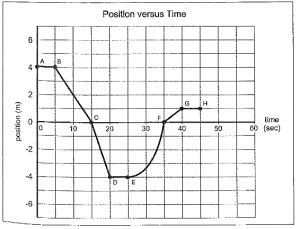 Position versus Time
6
A B
4
2
G H
C F
0 0 10 20 30 40 50 60 time
(sec)
position (m)
-2
-4
D E
-6